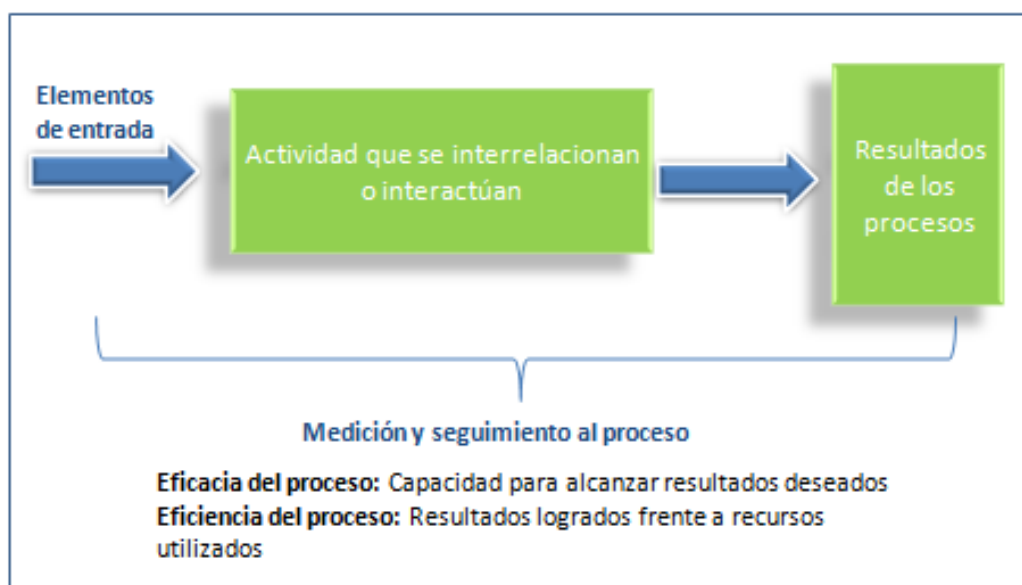 Elementos
de entrada
Actividad que se interrelacionan
o interactúan
Resultados
de los
procesos
Medición y seguimiento al proceso
Eficacia del proceso: Capacidad para alcanzar resultados deseados
Eficiencia del proceso: Resultados logrados frente a recursos
utilizados